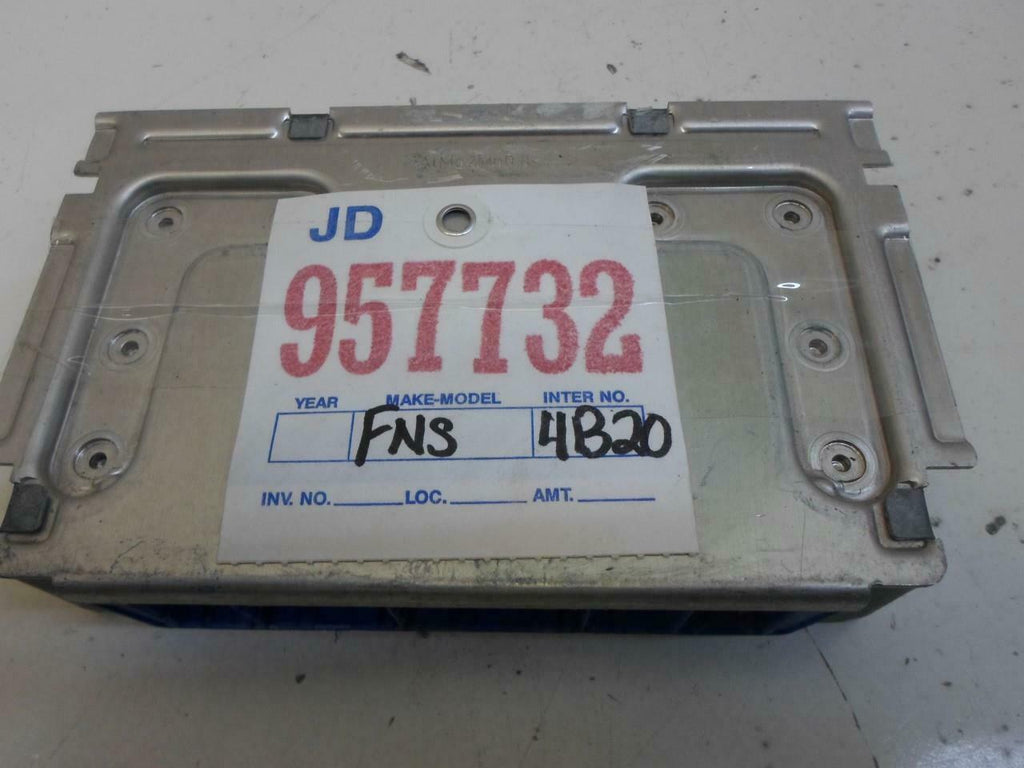 JD
957732
YEAR MAKE-MODEL INTER NO.
FNS 4B20
INV. NO. LOC. AMT.